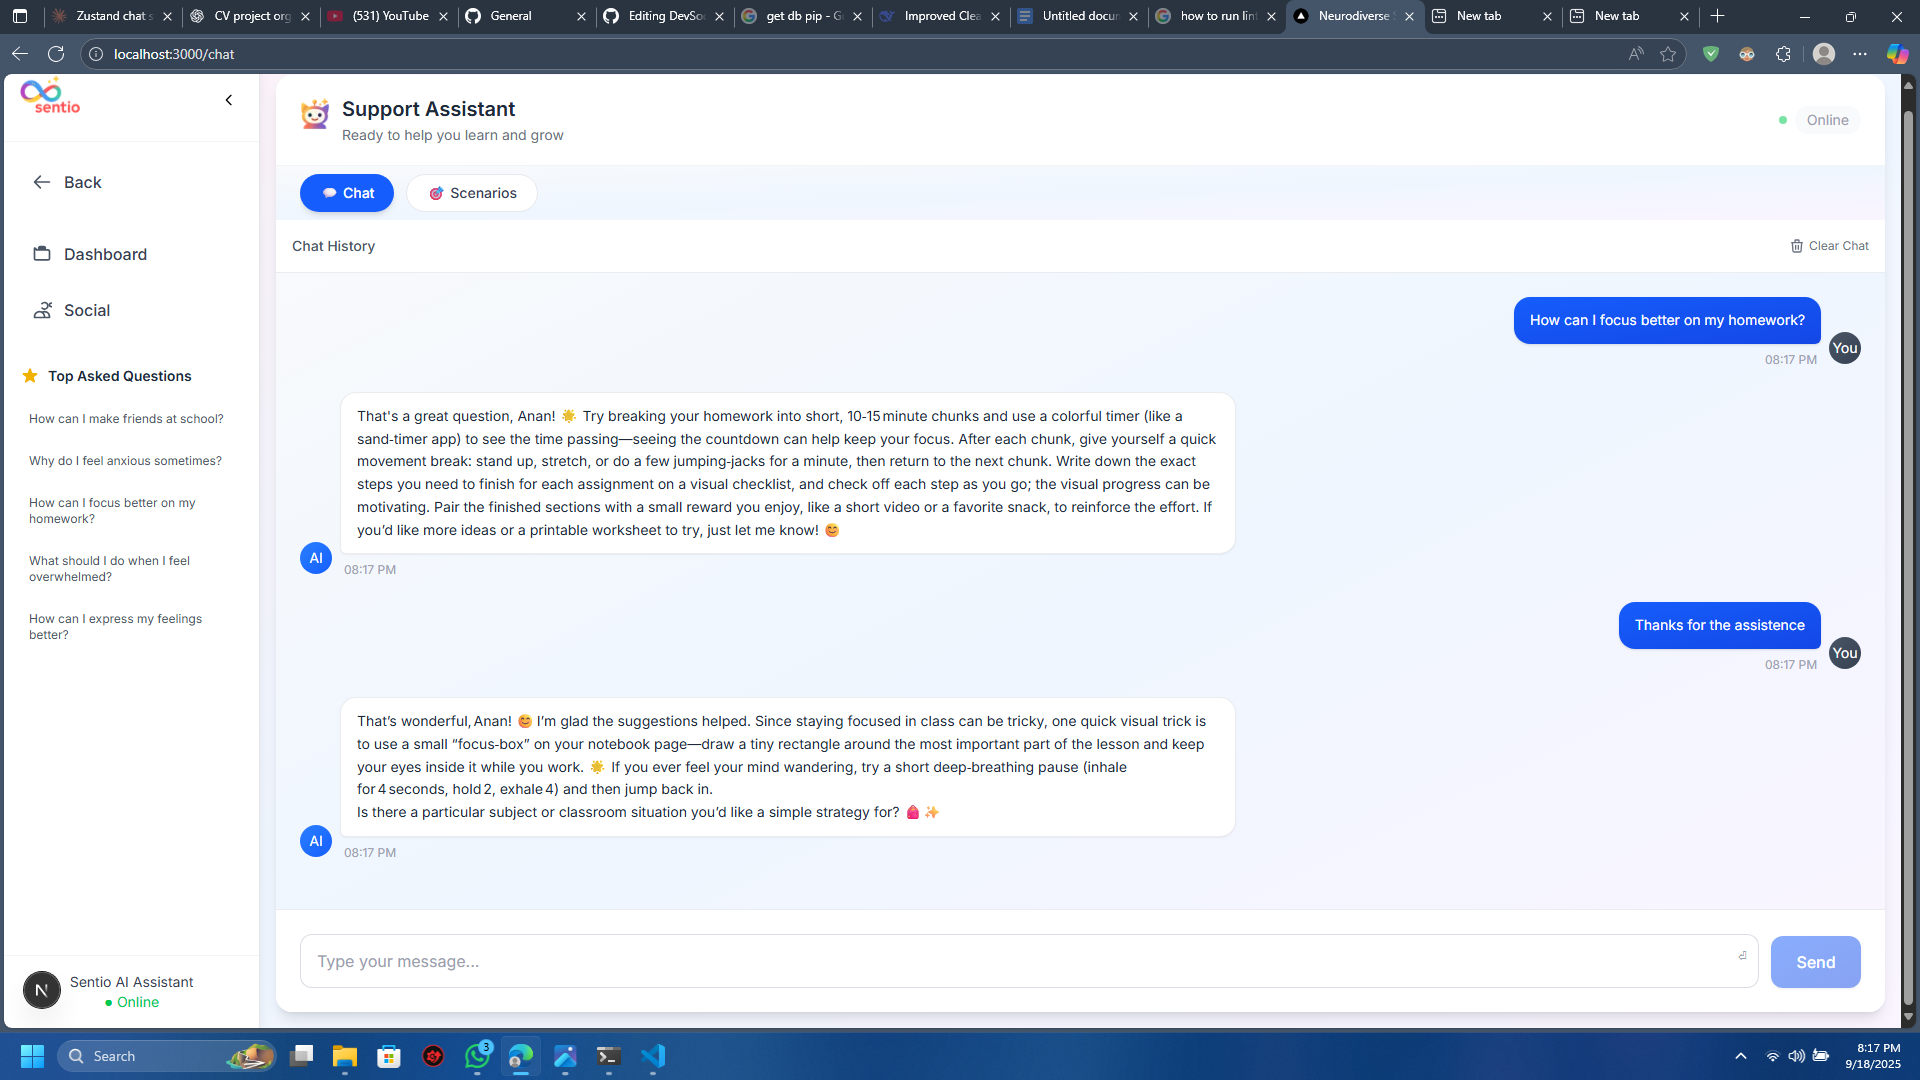 Zustand chat s
CV project org
(531) YouTube
General
Editing DevSo
get db pip - G
Improved Clea
Untitled docum
how to run lin
Neurodiverse S
New tab
New tab
localhost:3000/chat
sentio
Back
Dashboard
Social
Top Asked Questions
How can I make friends at school?
Why do I feel anxious sometimes?
How can I focus better on my
homework?
What should I do when I feel
overwhelmed?
How can I express my feelings
better?
N
Sentio AI Assistant
Online
Support Assistant
Ready to help you learn and grow
Online
Chat
Scenarios
Chat History
Clear Chat
How can I focus better on my homework?
You
08:17 PM
That's a great question, Anan! 🌟 Try breaking your homework into short, 10-15 minute chunks and use a colorful timer (like a
sand-timer app) to see the time passing—seeing the countdown can help keep your focus. After each chunk, give yourself a quick
movement break: stand up, stretch, or do a few jumping-jacks for a minute, then return to the next chunk. Write down the exact
steps you need to finish for each assignment on a visual checklist, and check off each step as you go; the visual progress can be
motivating. Pair the finished sections with a small reward you enjoy, like a short video or a favorite snack, to reinforce the effort. If
you’d like more ideas or a printable worksheet to try, just let me know! 😊
AI
08:17 PM
Thanks for the assistence
You
08:17 PM
That’s wonderful, Anan! 😊 I’m glad the suggestions helped. Since staying focused in class can be tricky, one quick visual trick is
to use a small “focus-box” on your notebook page—draw a tiny rectangle around the most important part of the lesson and keep
your eyes inside it while you work. 🌟 If you ever feel your mind wandering, try a short deep-breathing pause (inhale
for 4 seconds, hold 2, exhale 4) and then jump back in.
Is there a particular subject or classroom situation you’d like a simple strategy for? 🎒 ✨
AI
08:17 PM
Type your message...
Send
Search
3
8:17 PM
9/18/2025